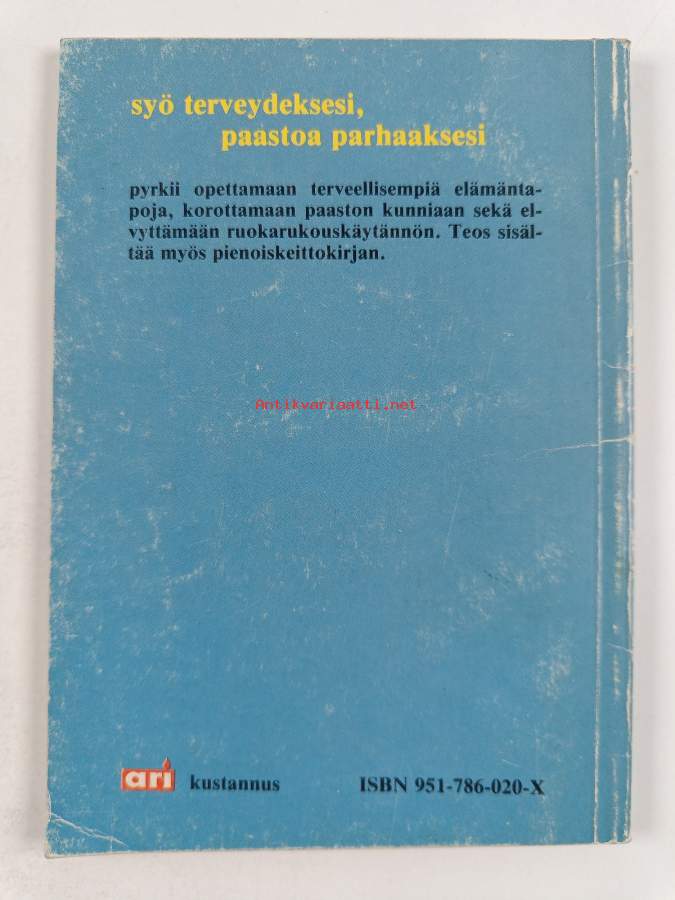 syö terveydeksesi,
paastoa parhaaksesi
pyrkii opettamaan terveellisempiä elämänta-
poja, korottamaan paaston kunniaan sekä el-
vyttämään ruokarukouskäytännön. Teos sisäl-
tää myös pienoiskeittokirjan.
Antikvariaatti.net
ari kustannus ISBN 951-786-020-X